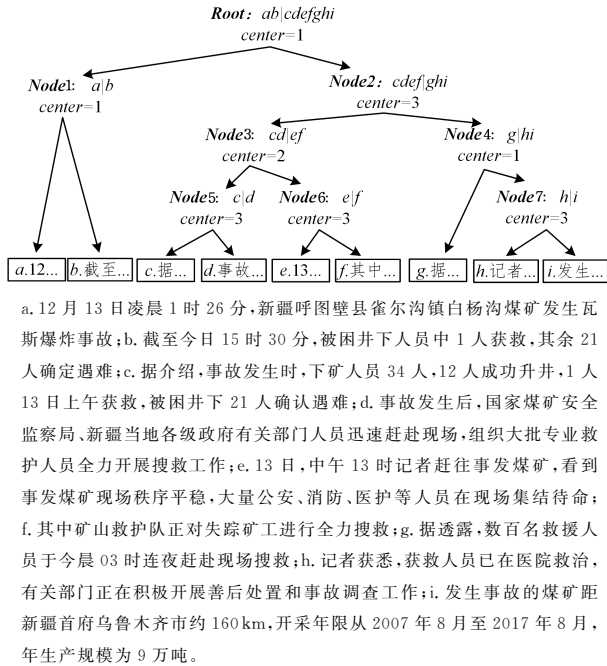 Root： ab|cdefghi
center=1
Node1: a|b
center=1
Node2： cdef|ghi
center=3
Node3: cd|ef
center=2
Node4: g|hi
center=1
Node5: c|d
center=3
Node6: e|f
center=3
Node7: h|i
center=3
a.12... b.截至... c.据... d.事故... e.13... f.其中... g.据... h.记者... i.发生...
a. 12 月 13 日凌晨 1 时 26 分,新疆呼图壁县雀尔沟镇白杨沟煤矿发生瓦
斯爆炸事故;b. 截至今日 15 时 30 分,被困井下人员中 1 人获救,其余 21
人确定遇难;c. 据介绍,事故发生时,下矿人员 34 人,12 人成功升井,1 人
13 日上午获救,被困井下 21 人确认遇难;d. 事故发生后,国家煤矿安全
监察局、新疆当地各级政府有关部门人员迅速赶赴现场,组织大批专业救
护人员全力开展搜救工作;e. 13 日,中午 13 时记者赶往事发煤矿,看到
事发煤矿现场秩序平稳,大量公安、消防、医护等人员在现场集结待命;
f. 其中矿山救护队正对失踪矿工进行全力搜救;g. 据透露,数百名救援人
员于今晨 03 时连夜赶赴现场搜救;h. 记者获悉,获救人员已在医院救治,
有关部门正在积极开展善后处置和事故调查工作;i. 发生事故的煤矿距
新疆首府乌鲁木齐市约 160 km,开采年限从 2007 年 8 月至 2017 年 8 月,
年生产规模为 9 万吨。